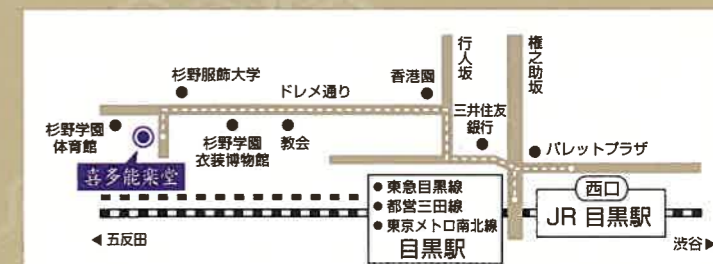 行人坂
権之助坂
杉野服飾大学
ドレメ通り
香港園
三井住友
銀行
杉野学園
体育館
杉野学園
衣装博物館
教会
パレットプラザ
喜多能楽堂
● 東急目黒線
● 都営三田線
● 東京メトロ南北線
目黒駅
西口
JR 目黒駅
◀ 五反田
渋谷 ▶